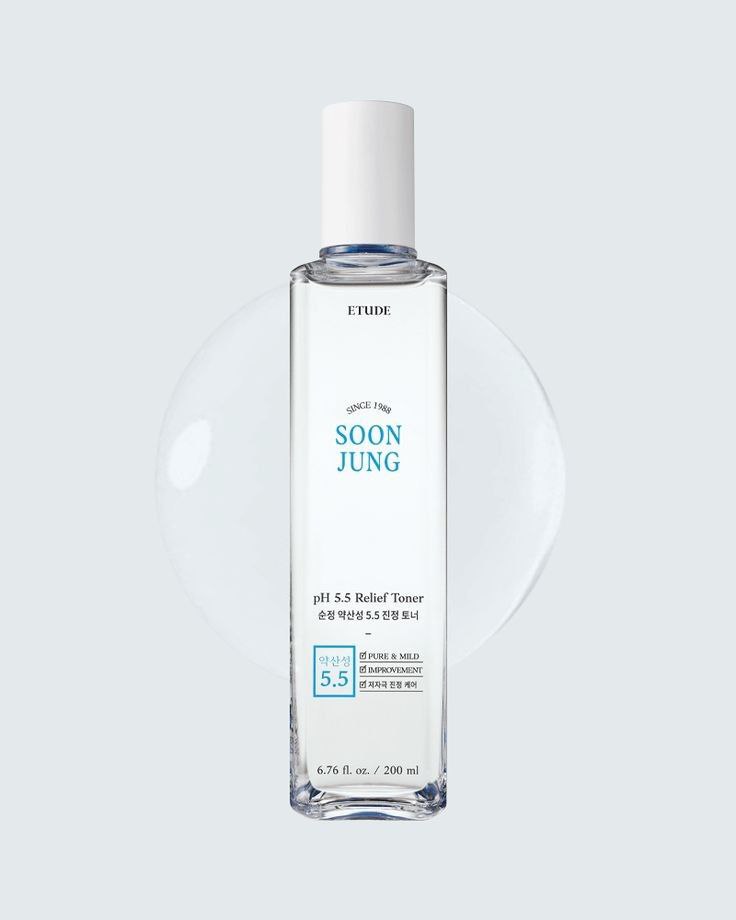 ETUDE
SINCE 1988
SOON
JUNG
pH 5.5 Relief Toner
순정 약산성 5.5 진정 토너
–
약산성
5.5
PURE & MILD
IMPROVEMENT
저자극 진정 케어
6.76 fl. oz. / 200 ml